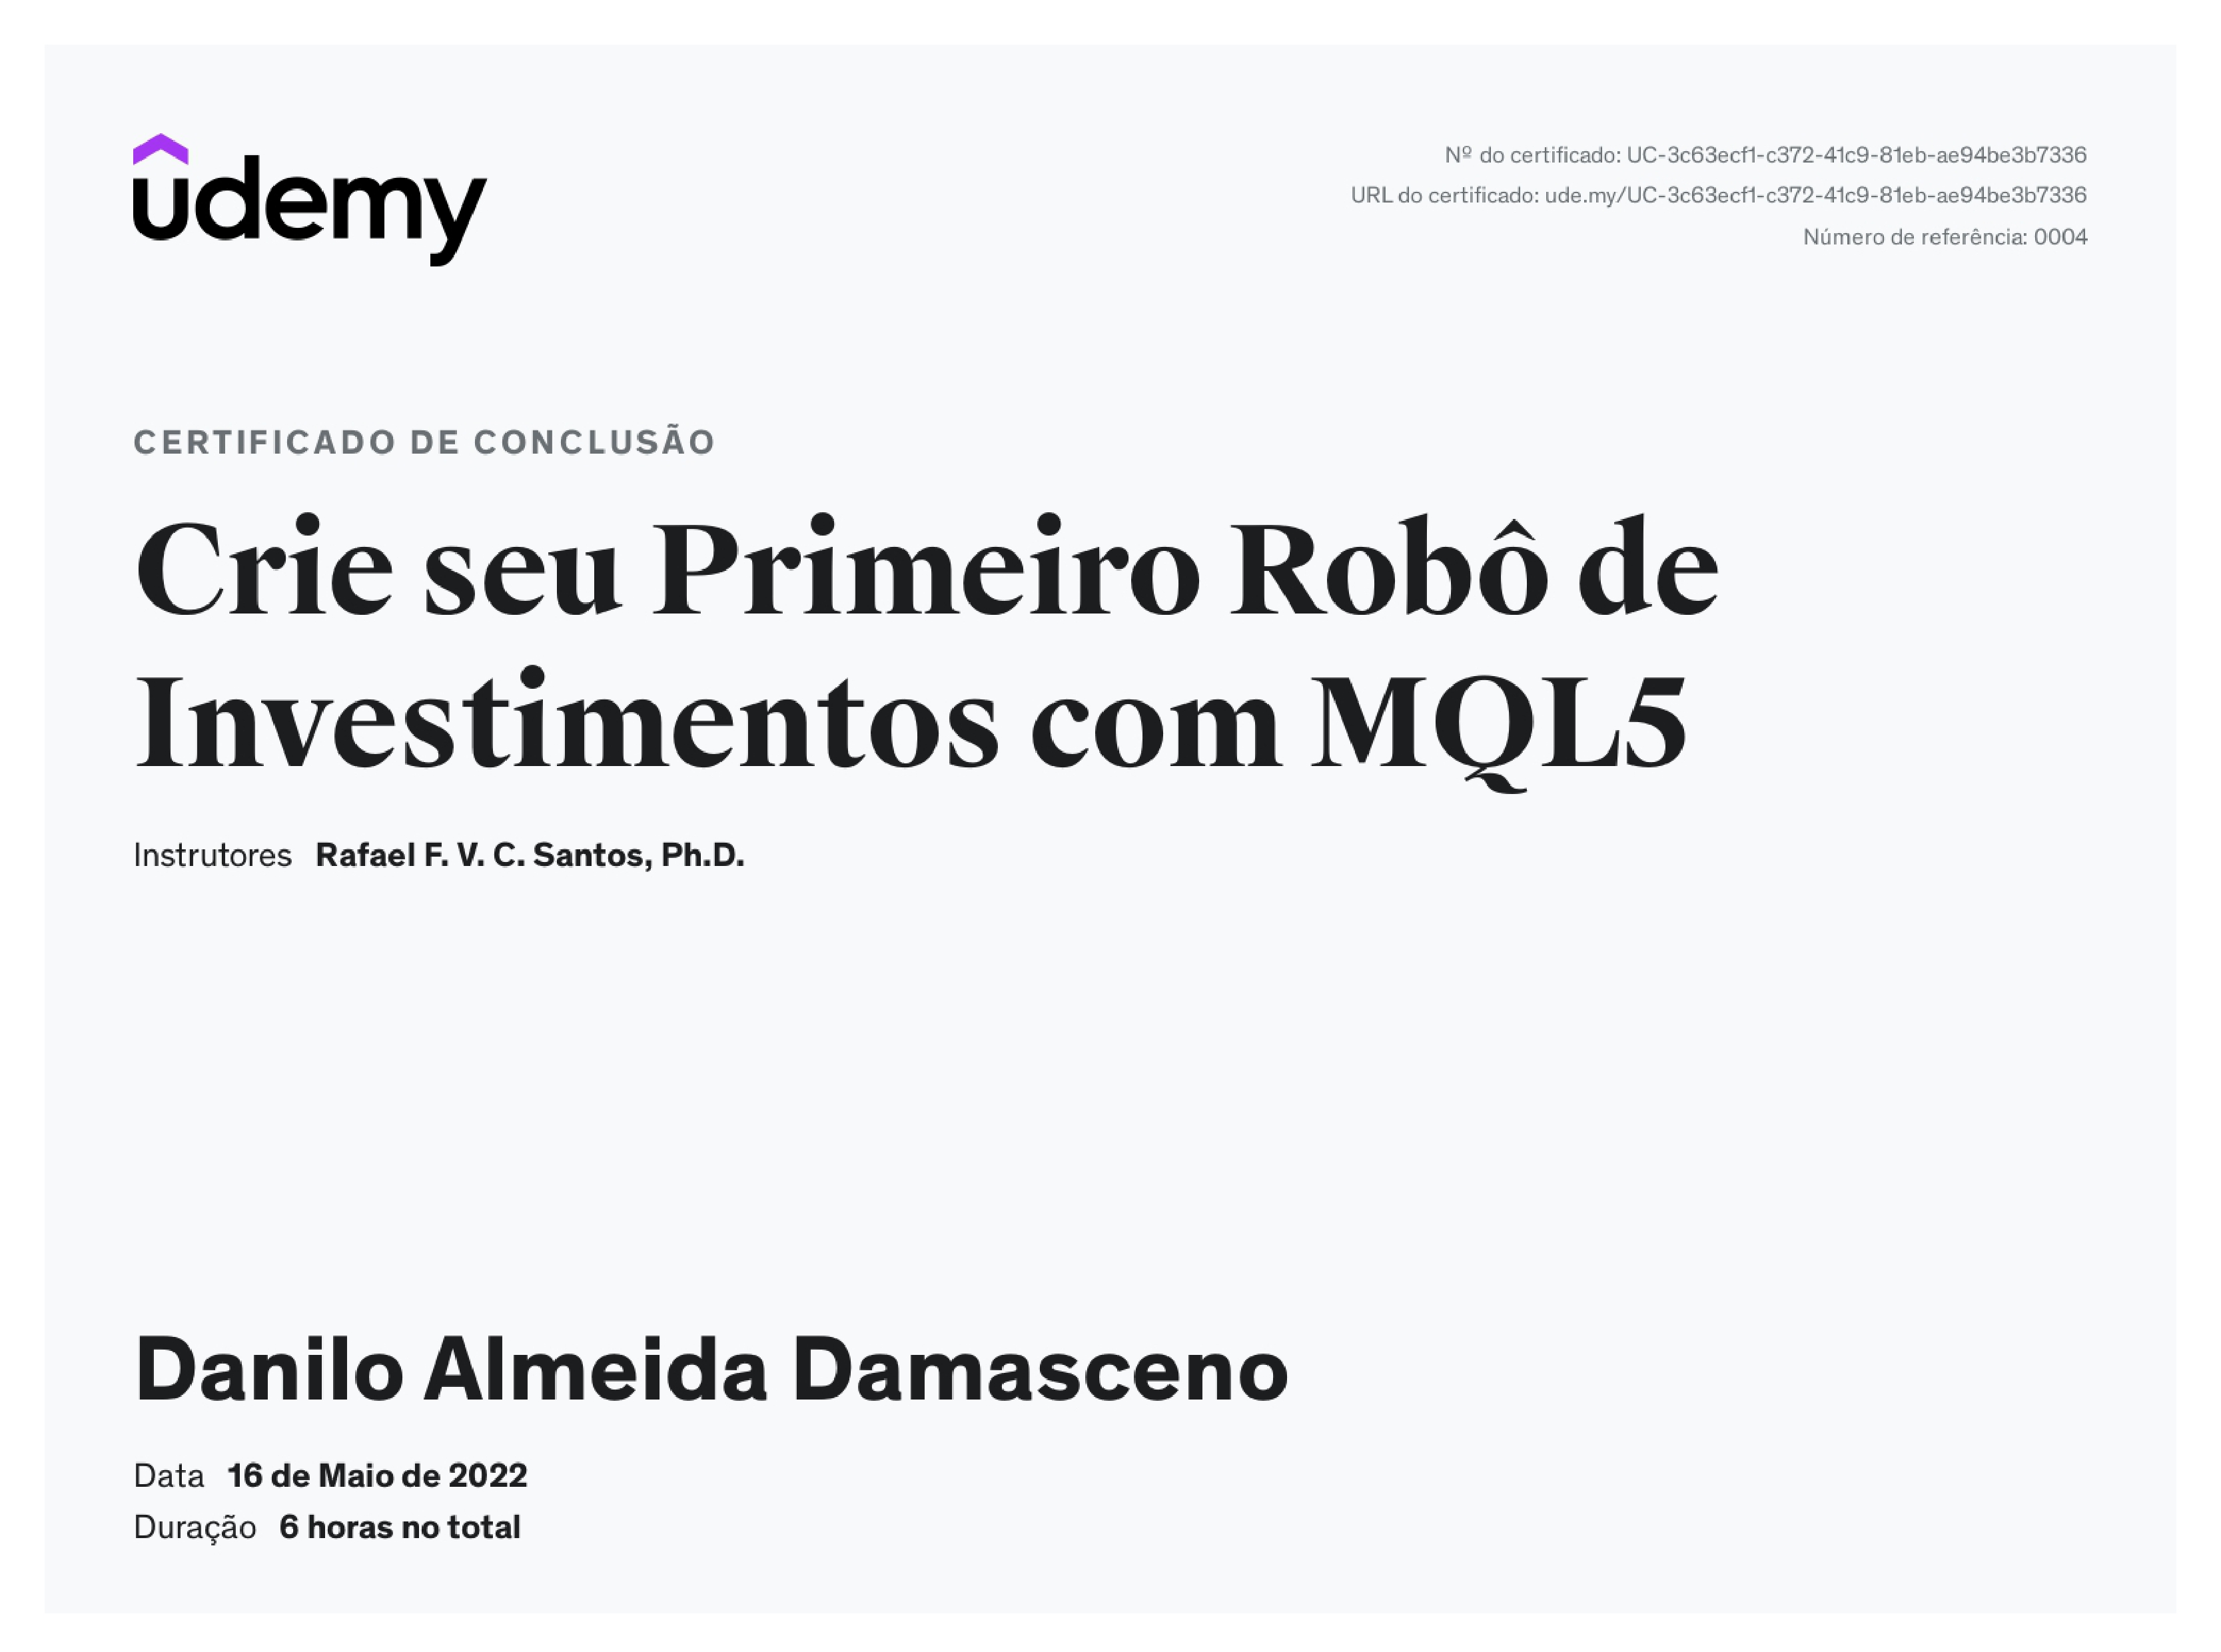 udemy
Nº do certificado: UC-3c63ecf1-c372-41c9-81eb-ae94be3b7336
URL do certificado: ude.my/UC-3c63ecf1-c372-41c9-81eb-ae94be3b7336
Número de referência: 0004
CERTIFICADO DE CONCLUSÃO
Crie seu Primeiro Robô de
Investimentos com MQL5
Instrutores Rafael F. V. C. Santos, Ph.D.
Danilo Almeida Damasceno
Data 16 de Maio de 2022
Duração 6 horas no total